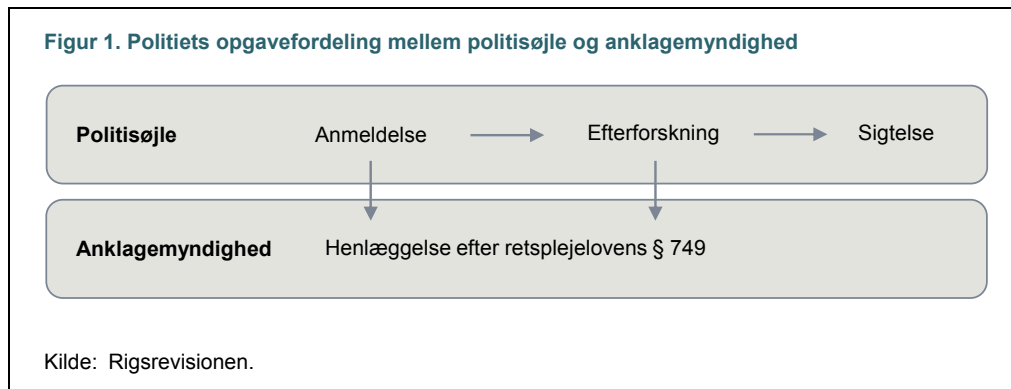 Figur 1. Politiets opgavefordeling mellem politisøjle og anklagemyndighed
Politisøjle Anmeldelse Efterforskning Sigtelse
Anklagemyndighed Henlæggelse efter retsplejelovens § 749
Kilde: Rigsrevisionen.